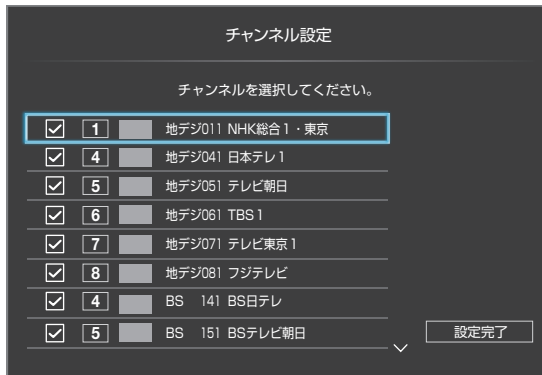 チャンネル設定
チャンネルを選択してください。
1 地デジ011 NHK総合1・東京
4 地デジ041 日本テレ1
5 地デジ051 テレビ朝日
6 地デジ061 TBS1
7 地デジ071 テレビ東京1
8 地デジ081 フジテレビ
4 BS 141 BS日テレ
5 BS 151 BSテレビ朝日
設定完了